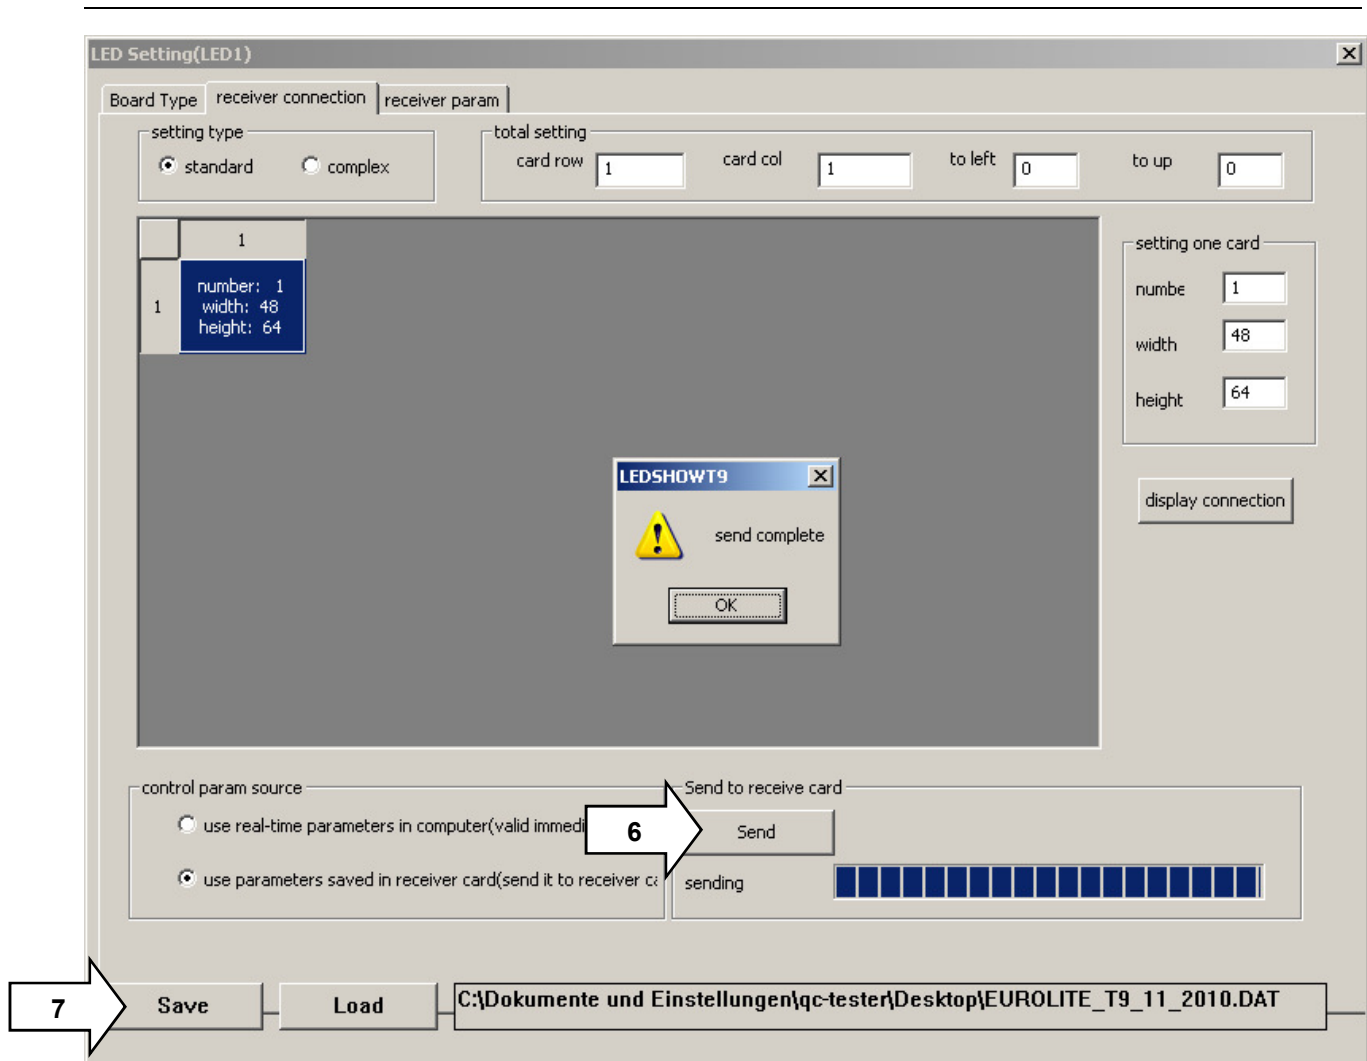 LED Setting(LED1)
Board Type receiver connection receiver param
setting type total setting
standard complex card row 1 card col 1 to left 0 to up 0
1
1
number: 1
width: 48
height: 64
setting one card
numbe 1
width 48
height 64
display connection
LEDSHOWT9
send complete
OK
control param source
use real-time parameters in computer(valid immedi
use parameters saved in receiver card(send it to receiver ca
Send to receive card
6 Send
sending
7 Save Load C:\Dokumente und Einstellungen\qc-tester\Desktop\EUROLITE_T9_11_2010.DAT